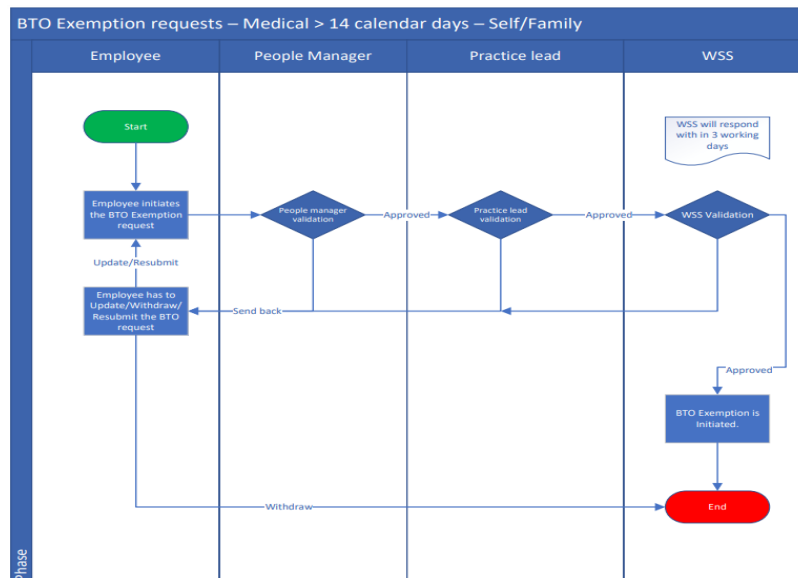 BTO Exemption requests – Medical > 14 calendar days – Self/Family
Employee
People Manager
Practice lead
WSS
Start
WSS will respond
with in 3 working
days
Employee initiates
the BTO Exemption
request
People manager
validation
Approved
Practice lead
validation
Approved
WSS Validation
Update/Resubmit
Employee has to
Update/Withdraw/
Resubmit the BTO
request
Send back
Approved
BTO Exemption is
Initiated.
Withdraw
End
Phase